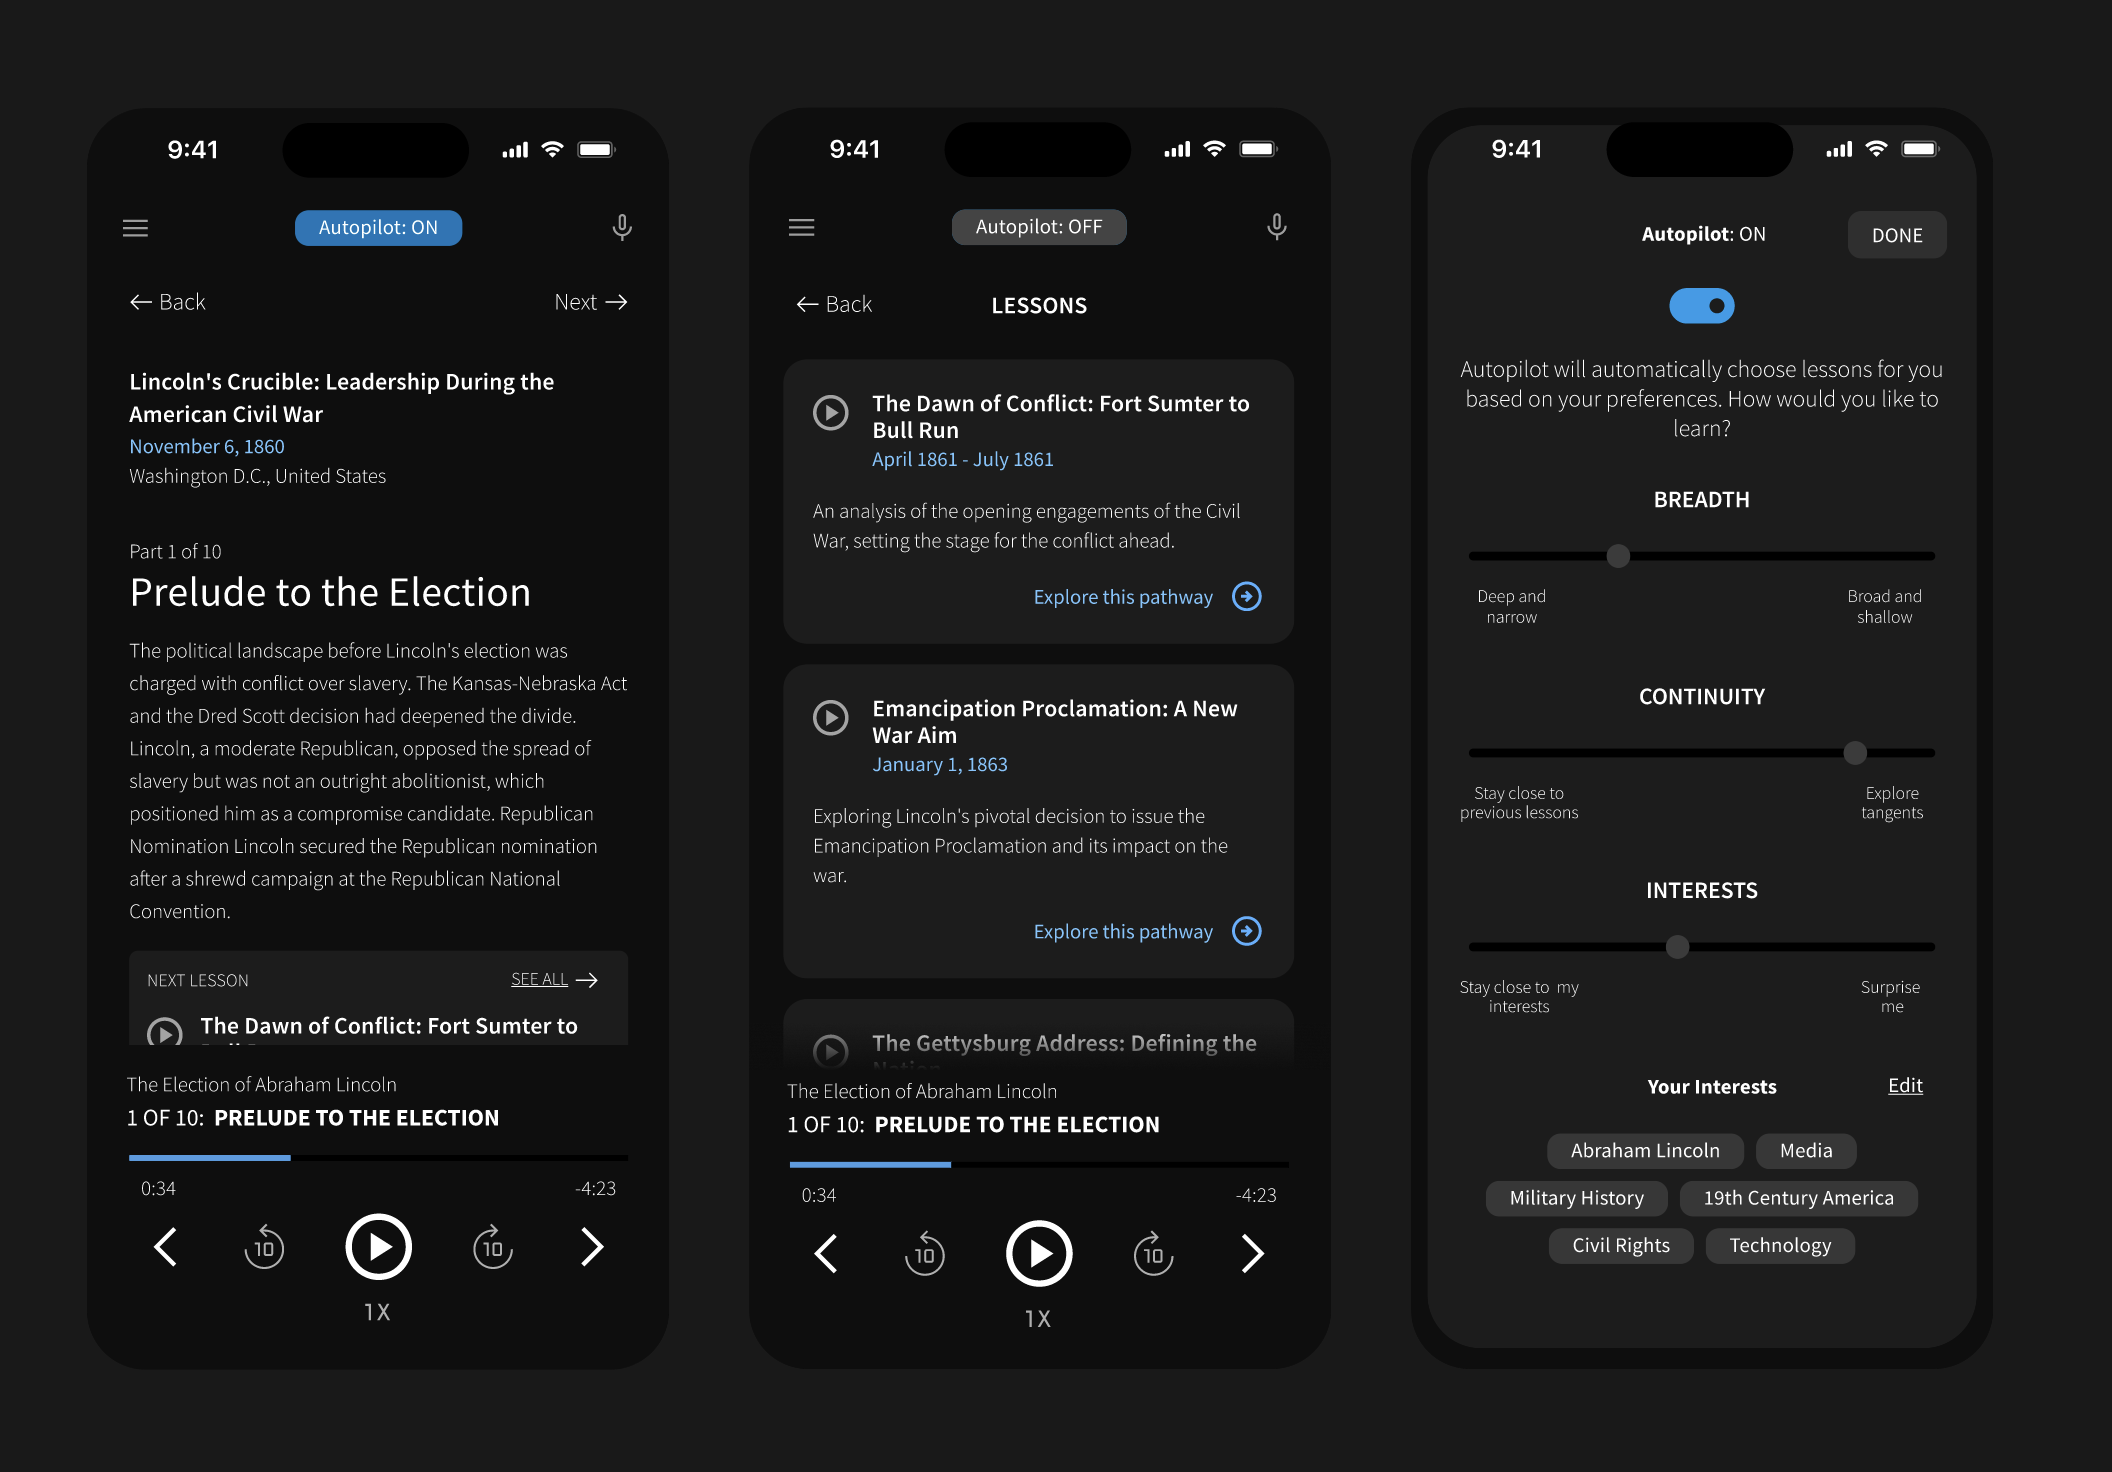 9:41
Autopilot: ON
Back
Next
Lincoln's Crucible: Leadership During the
American Civil War
November 6, 1860
Washington D.C., United States
Part 1 of 10
Prelude to the Election
The political landscape before Lincoln's election was
charged with conflict over slavery. The Kansas-Nebraska Act
and the Dred Scott decision had deepened the divide.
Lincoln, a moderate Republican, opposed the spread of
slavery but was not an outright abolitionist, which
positioned him as a compromise candidate. Republican
Nomination Lincoln secured the Republican nomination
after a shrewd campaign at the Republican National
Convention.
NEXT LESSON
SEE ALL
The Dawn of Conflict: Fort Sumter to
The Election of Abraham Lincoln
1 OF 10: PRELUDE TO THE ELECTION
0:34
-4:23
10
10
1X
9:41
Autopilot: OFF
Back
LESSONS
The Dawn of Conflict: Fort Sumter to
Bull Run
April 1861 - July 1861
An analysis of the opening engagements of the Civil
War, setting the stage for the conflict ahead.
Explore this pathway
Emancipation Proclamation: A New
War Aim
January 1, 1863
Exploring Lincoln's pivotal decision to issue the
Emancipation Proclamation and its impact on the
war.
Explore this pathway
The Gettysburg Address: Defining the
Nation
The Election of Abraham Lincoln
1 OF 10: PRELUDE TO THE ELECTION
0:34
-4:23
10
10
1X
9:41
Autopilot: ON
DONE
Autopilot will automatically choose lessons for you
based on your preferences. How would you like to
learn?
BREADTH
Deep and
narrow
Broad and
shallow
CONTINUITY
Stay close to
previous lessons
Explore
tangents
INTERESTS
Stay close to my
interests
Surprise
me
Your Interests
Edit
Abraham Lincoln
Media
Military History
19th Century America
Civil Rights
Technology